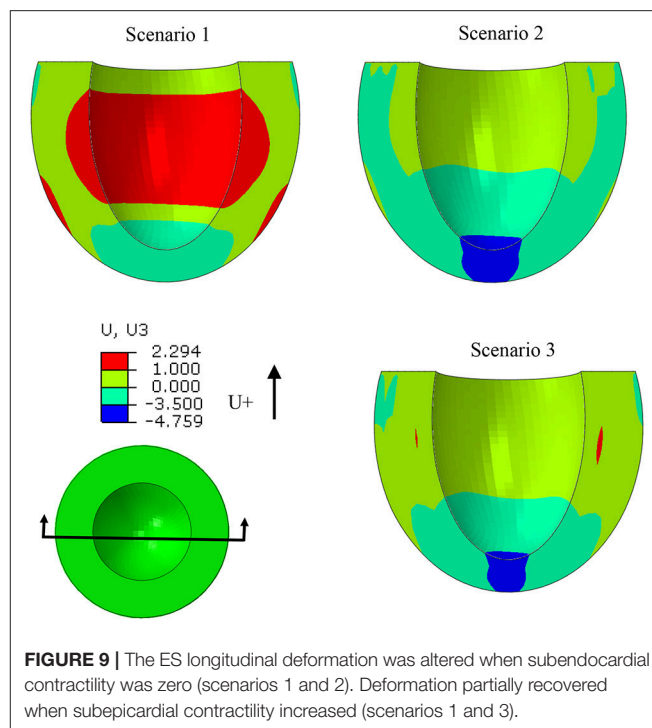 Scenario 1
Scenario 2
U, U3
2.294
1.000
0.000
-3.500
-4.759
U+
Scenario 3
FIGURE 9 | The ES longitudinal deformation was altered when subendocardial
contractility was zero (scenarios 1 and 2). Deformation partially recovered
when subepicardial contractility increased (scenarios 1 and 3).